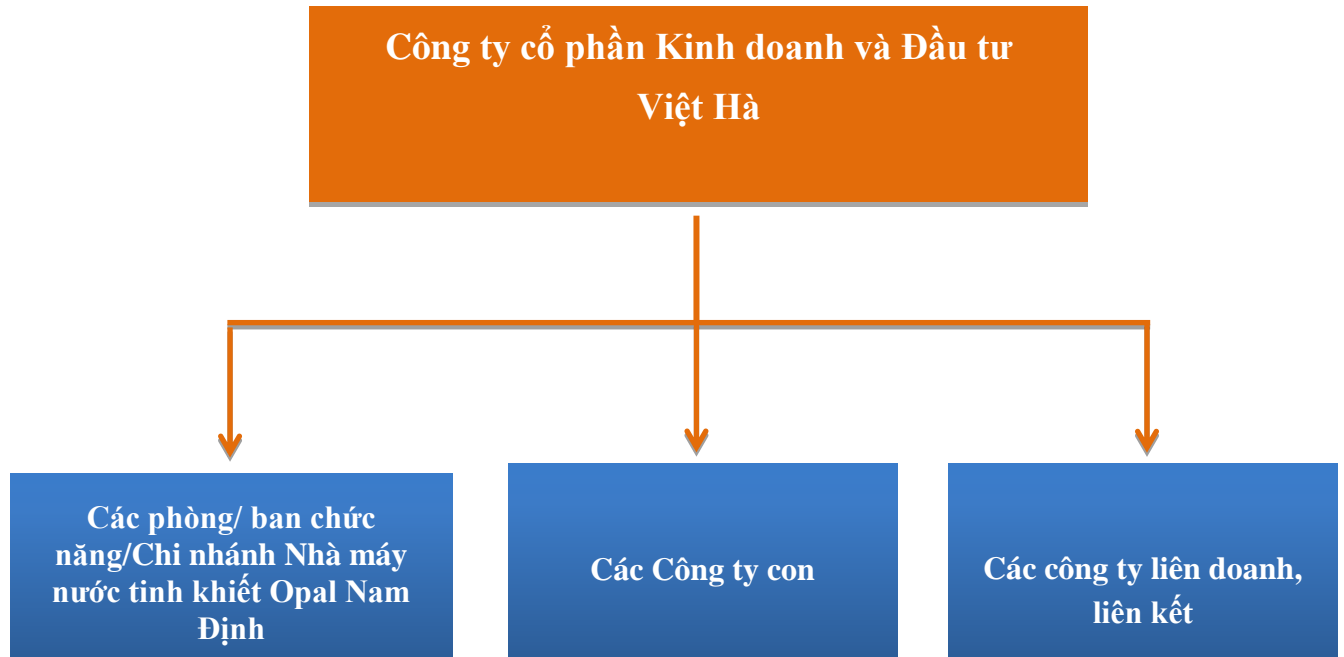 Công ty cổ phần Kinh doanh và Đầu tư
Việt Hà
Các phòng/ ban chức
năng/Chi nhánh Nhà máy
nước tinh khiết Opal Nam
Định
Các Công ty con
Các công ty liên doanh,
liên kết